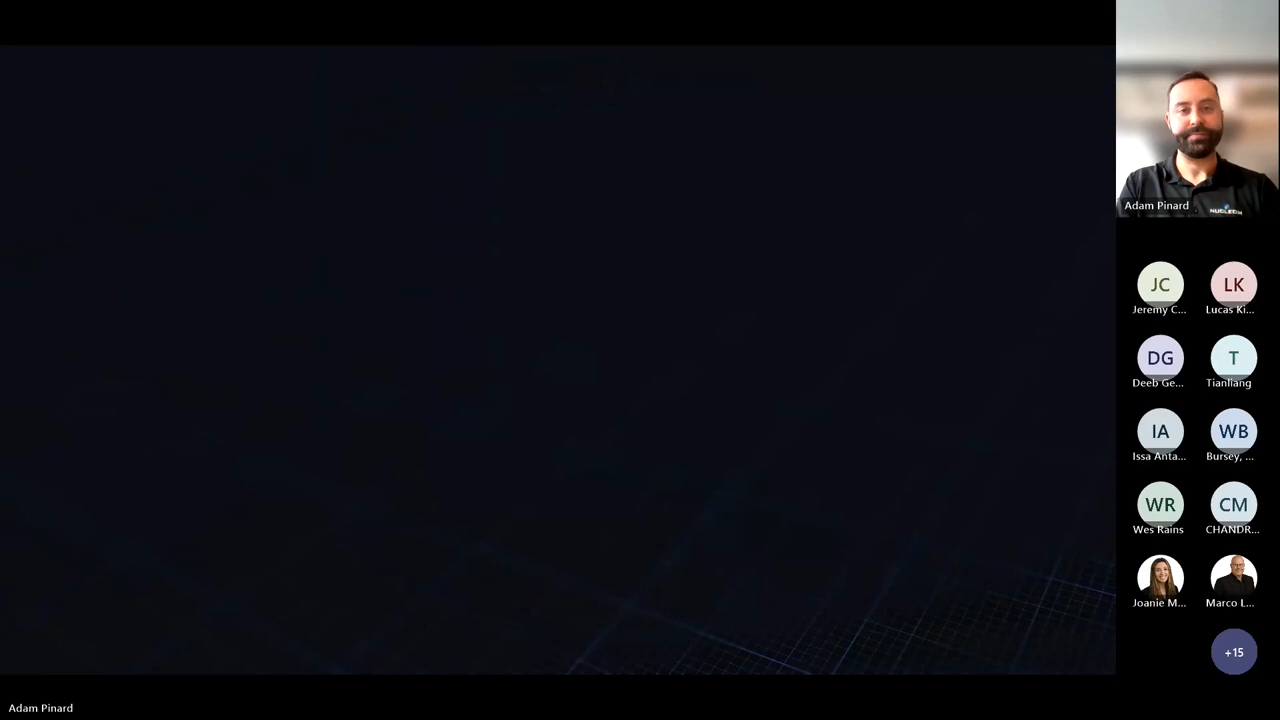 Adam Pinard
JC
LK
Jeremy C...
Lucas Ki...
DG
T
Deeb Ge...
Tianliang
IA
WB
Issa Anta...
Bursey, ...
WR
CM
Wes Rains
CHANDR...
Joanie M...
Marco L...
+15
Adam Pinard